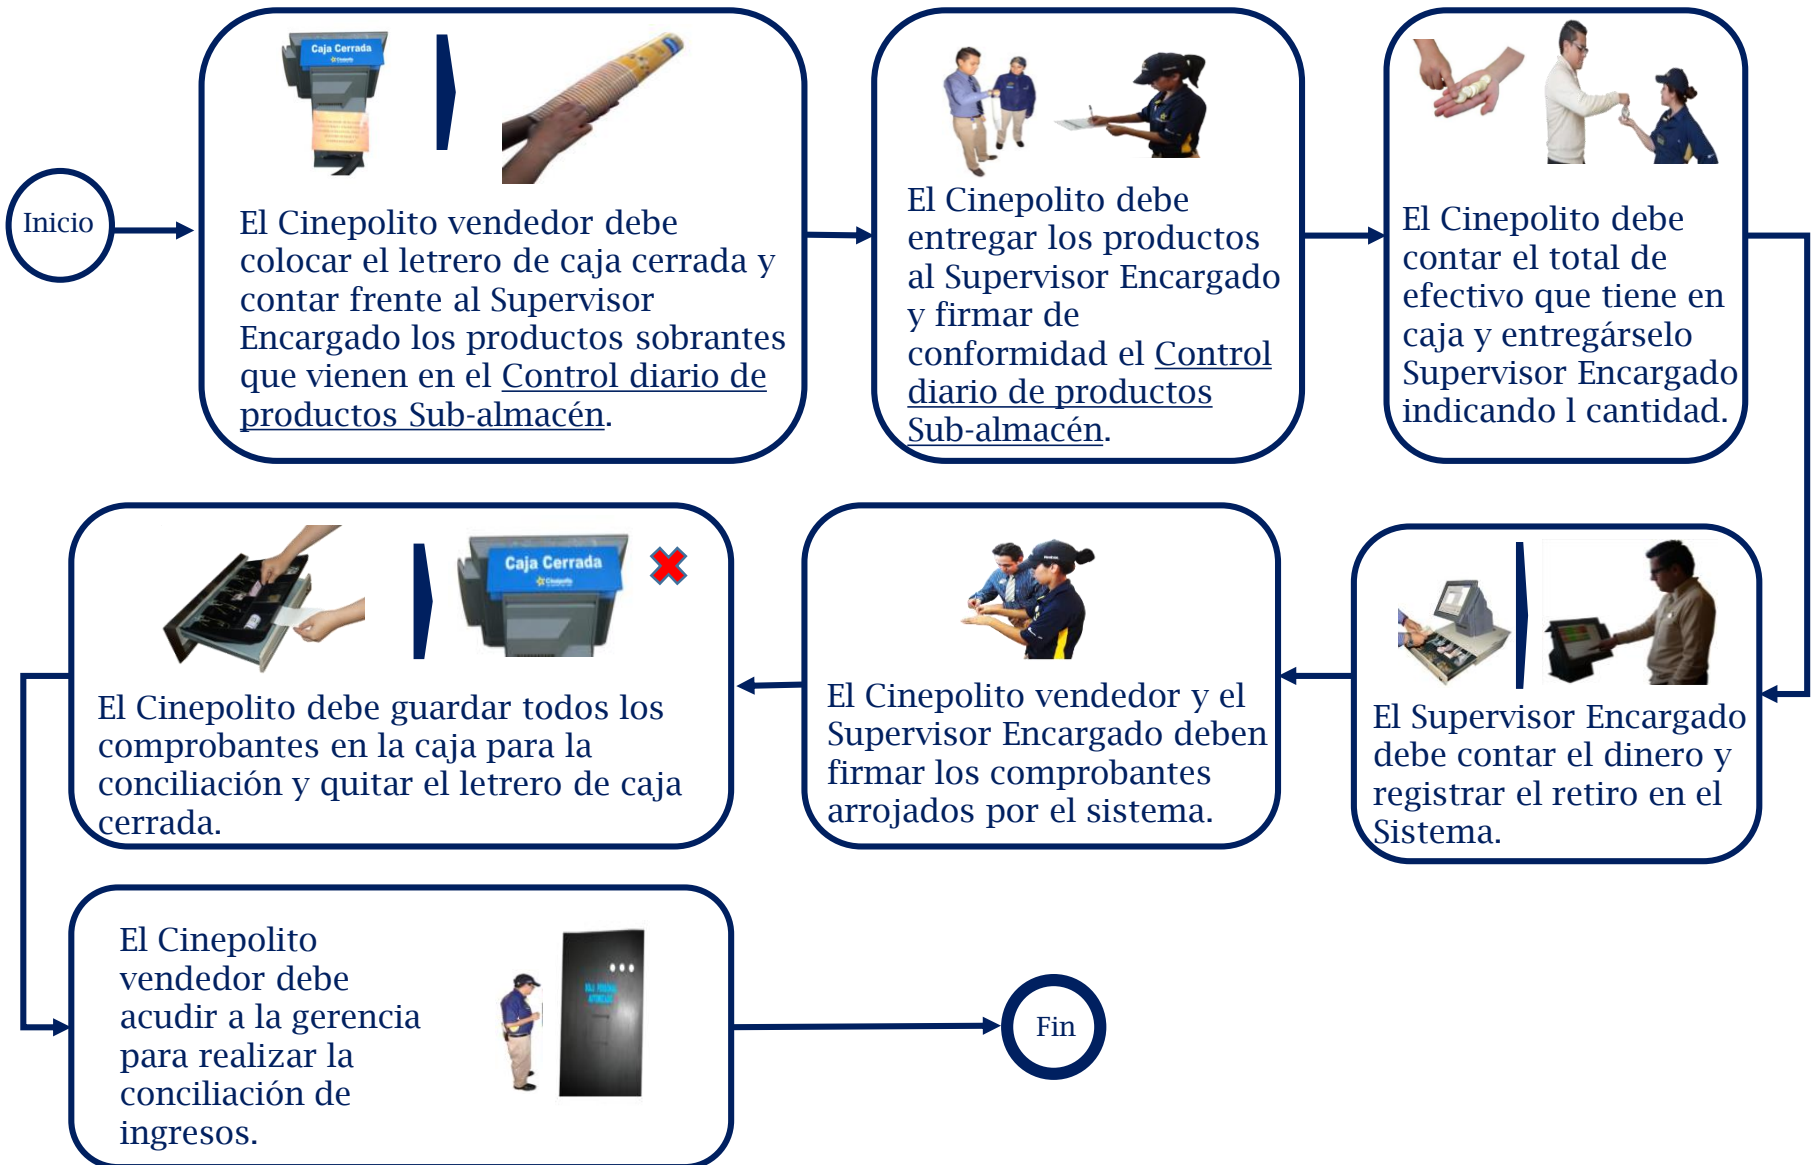 Inicio
Caja Cerrada
Cinépolis
El Cinepolito vendedor debe
colocar el letrero de caja cerrada y
contar frente al Supervisor
Encargado los productos sobrantes
que vienen en el Control diario de
productos Sub-almacén.
El Cinepolito debe
entregar los productos
al Supervisor Encargado
y firmar de
conformidad el Control
diario de productos
Sub-almacén.
El Cinepolito debe
contar el total de
efectivo que tiene en
caja y entregárselo
Supervisor Encargado
indicando l cantidad.
El Supervisor Encargado
debe contar el dinero y
registrar el retiro en el
Sistema.
El Cinepolito vendedor y el
Supervisor Encargado deben
firmar los comprobantes
arrojados por el sistema.
Caja Cerrada
Cinépolis
El Cinepolito debe guardar todos los
comprobantes en la caja para la
conciliación y quitar el letrero de caja
cerrada.
El Cinepolito
vendedor debe
acudir a la gerencia
para realizar la
conciliación de
ingresos.
SOLO PERSONAL
AUTORIZADO
Fin